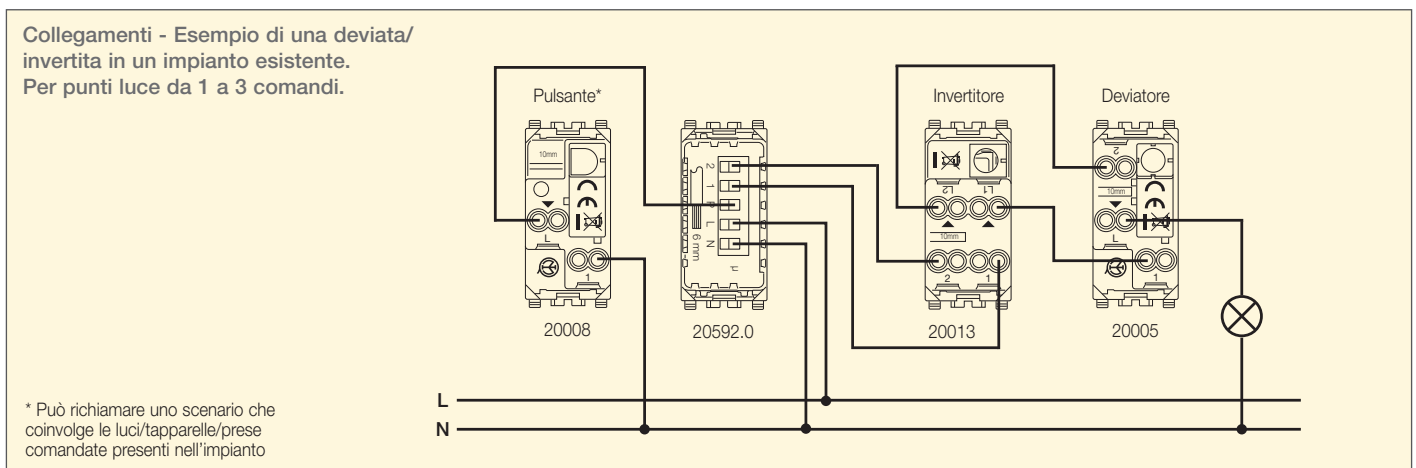 Collegamenti - Esempio di una deviata/
invertita in un impianto esistente.
Per punti luce da 1 a 3 comandi.
Pulsante*
Invertitore
Deviatore
10mm
L
1
2
1
P
L
N
6 mm
µ
L2
L1
10mm
2
1
2
10mm
L
1
20008
20592.0
20013
20005
L
N
* Può richiamare uno scenario che
coinvolge le luci/tapparelle/prese
comandate presenti nell'impianto